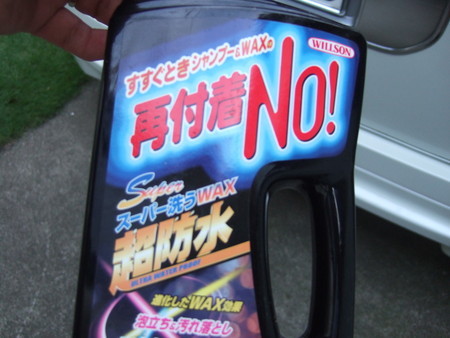 WILLSON
すすぐときシャンプー&WAXの
再付着NO!
Super
スーパー洗うWAX
超防水
ULTRA WATER PROOF
進化したWAX効果
泡立ち&汚れ落とし